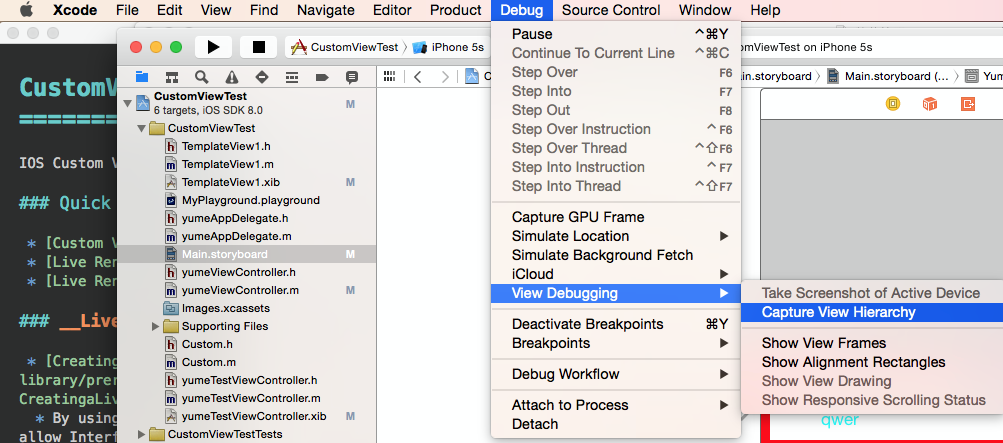 Xcode File Edit View Find Navigate Editor Product Debug Source Control Window Help
CustomViewTest iPhone 5s
omViewTest on iPhone 5s
in.storyboard Main.storyboard (... Yum
CustomV
=========
IOS Custom V
### Quick
* [Custom V
* [Live Ren
* [Live Ren
### __Live
* [Creating
library/prer
CreatingaLiv
* By using
allow Interf
CustomViewTest M
6 targets, iOS SDK 8.0
CustomViewTest
h TemplateView1.h
m TemplateView1.m
TemplateView1.xib M
MyPlayground.playground
h yumeAppDelegate.h
m yumeAppDelegate.m
Main.storyboard M
h yumeViewController.h
m yumeViewController.m M
Images.xcassets
Supporting Files
h Custom.h
m Custom.m
h yumeTestViewController.h
m yumeTestViewController.m
yumeTestViewController.xib M
CustomViewTestTests
Pause ^⌘Y
Continue To Current Line ^⌘C
Step Over F6
Step Into F7
Step Out F8
Step Over Instruction ^F6
Step Over Thread ^⇧F6
Step Into Instruction ^F7
Step Into Thread ^⇧F7
Capture GPU Frame
Simulate Location
Simulate Background Fetch
iCloud
View Debugging
Deactivate Breakpoints ⌘Y
Breakpoints
Debug Workflow
Attach to Process
Detach
Take Screenshot of Active Device
Capture View Hierarchy
Show View Frames
Show Alignment Rectangles
Show View Drawing
Show Responsive Scrolling Status
qwer